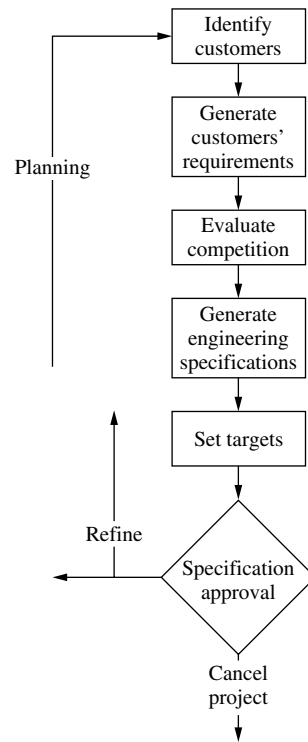 Identify
customers
Generate
customers’
requirements
Planning
Evaluate
competition
Generate
engineering
specifications
Set targets
Refine
Specification
approval
Cancel
project